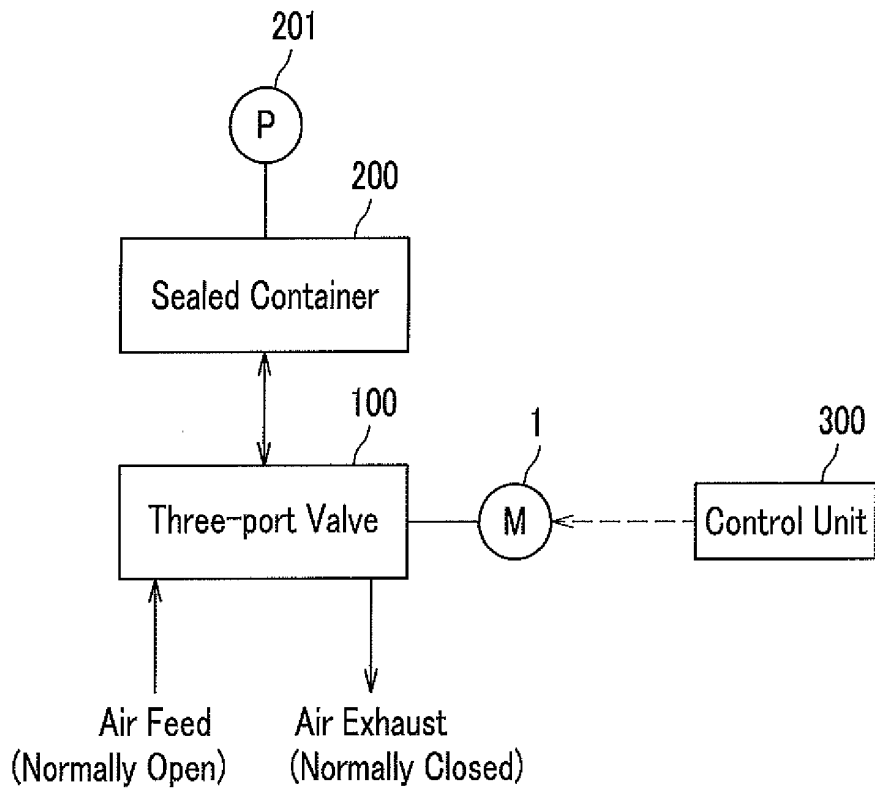 201
P
200
Sealed Container
100
1
300
Three-port Valve
M
Control Unit
Air Feed
(Normally Open)
Air Exhaust
(Normally Closed)